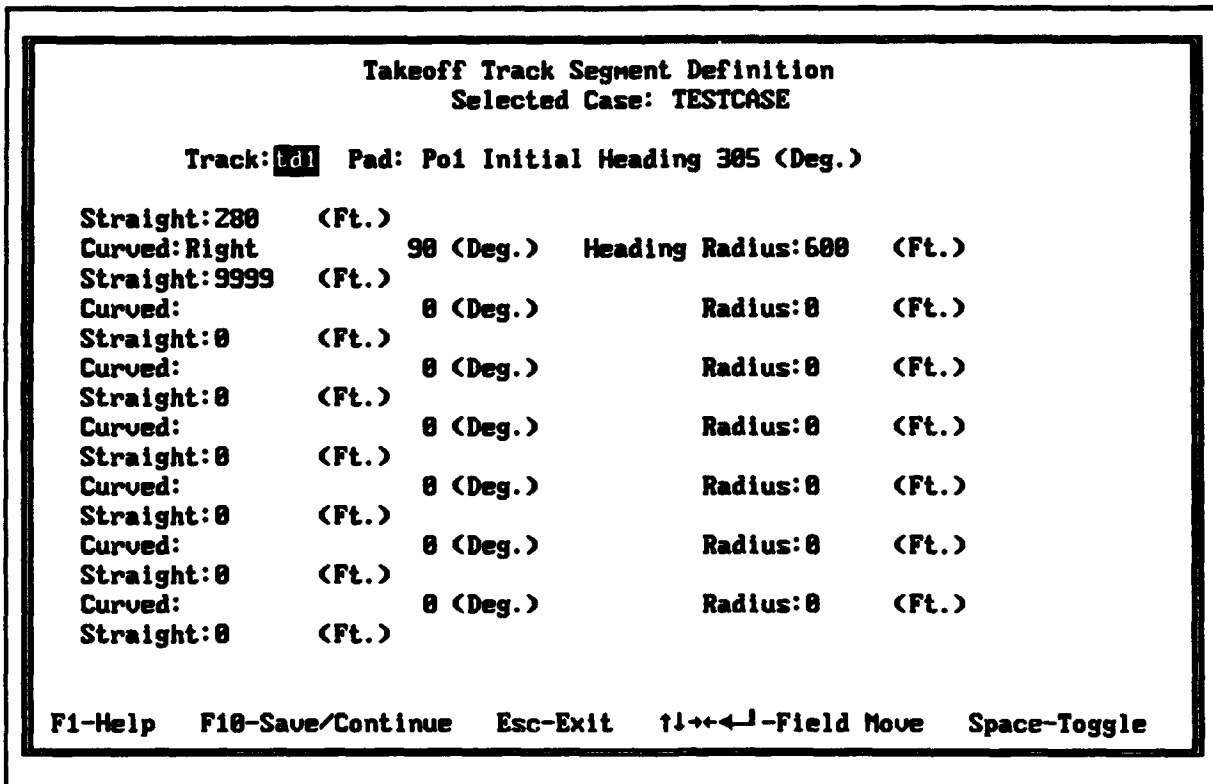 Takeoff Track Segment Definition
Selected Case: TESTCASE
Track:td1 Pad: Po1 Initial Heading 305 (Deg.)
Straight:280 (Ft.)
Curved:Right 90 (Deg.) Heading Radius:600 (Ft.)
Straight:9999 (Ft.)
Curved: 0 (Deg.) Radius:0 (Ft.)
Straight:0 (Ft.)
Curved: 0 (Deg.) Radius:0 (Ft.)
Straight:0 (Ft.)
Curved: 0 (Deg.) Radius:0 (Ft.)
Straight:0 (Ft.)
Curved: 0 (Deg.) Radius:0 (Ft.)
Straight:0 (Ft.)
Curved: 0 (Deg.) Radius:0 (Ft.)
Straight:0 (Ft.)
Curved: 0 (Deg.) Radius:0 (Ft.)
Straight:0 (Ft.)
F1-Help F10-Save/Continue Esc-Exit ↑↓→←↵-Field Move Space-Toggle